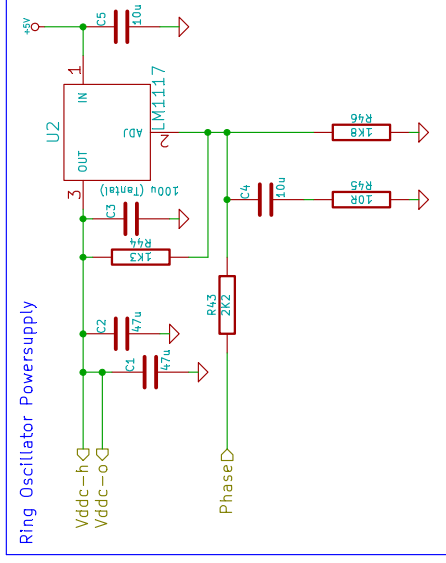 Ring Oscillator Powersupply
+5V
C5
10u
1
IN
U2
LM1117
ADJ
2
OUT
3
100u (Tantal)
C3
R44
1K3
C2
47u
C1
47u
Vddc-h
Vddc-o
R46
1K8
C4
10u
R45
10R
R43
2K2
Phase